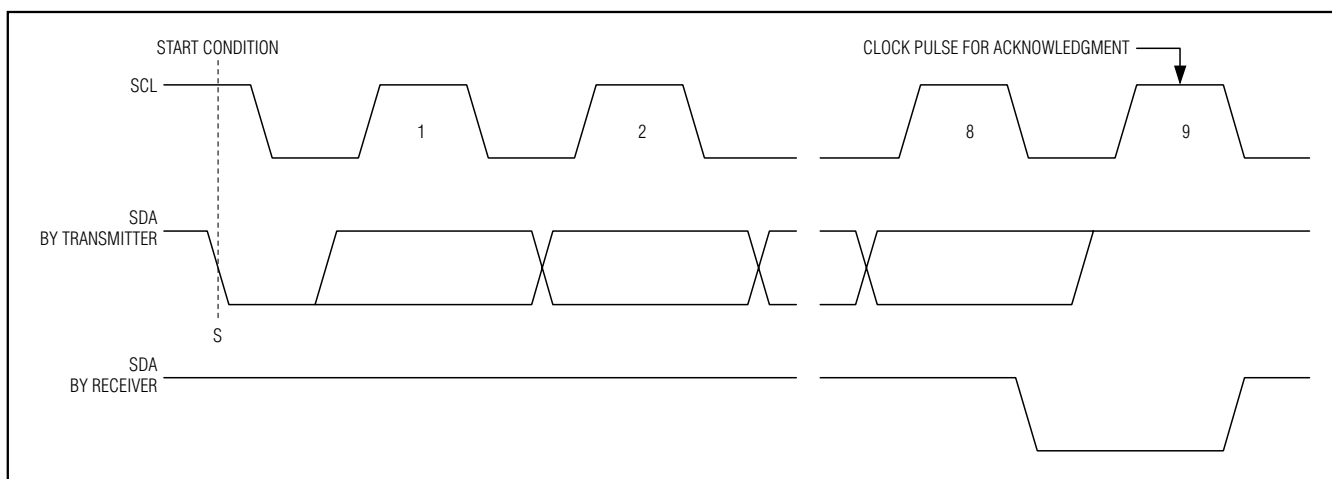 START CONDITION
CLOCK PULSE FOR ACKNOWLEDGMENT
SCL
1
2
8
9
SDA
BY TRANSMITTER
S
SDA
BY RECEIVER